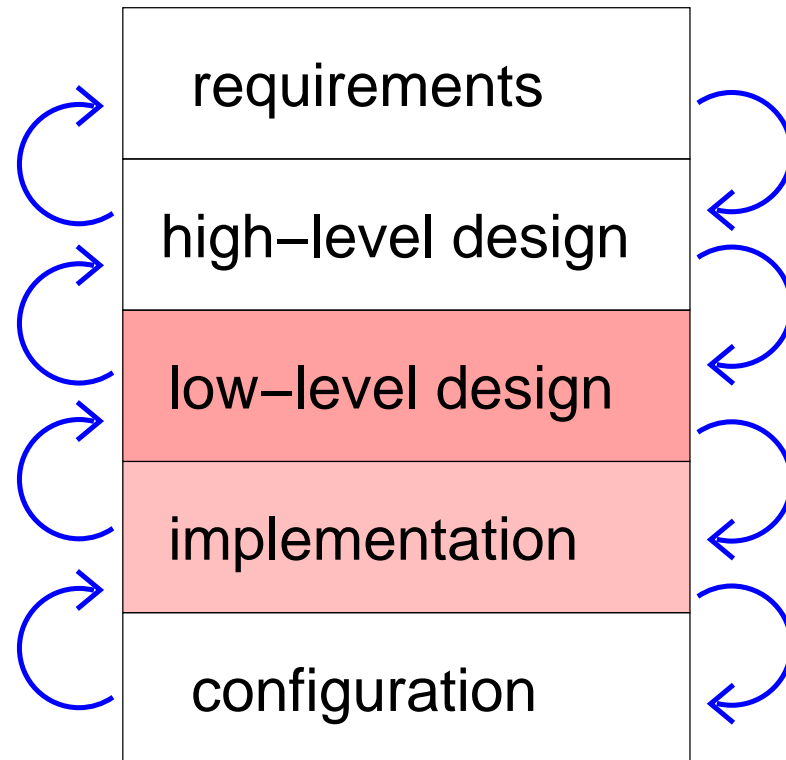 requirements
high–level design
low–level design
implementation
configuration